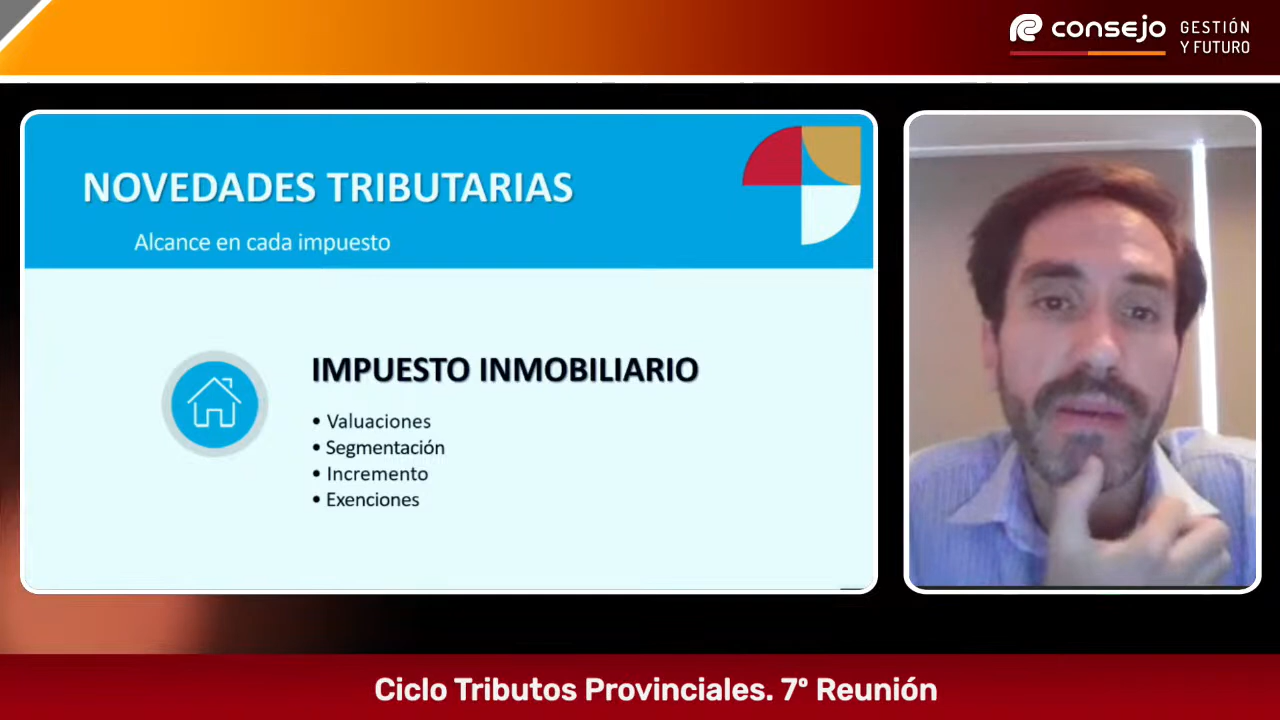 consejo
GESTIÓN
Y FUTURO
NOVEDADES TRIBUTARIAS
Alcance en cada impuesto
IMPUESTO INMOBILIARIO
• Valuaciones
• Segmentación
• Incremento
• Exenciones
Ciclo Tributos Provinciales. 7º Reunión